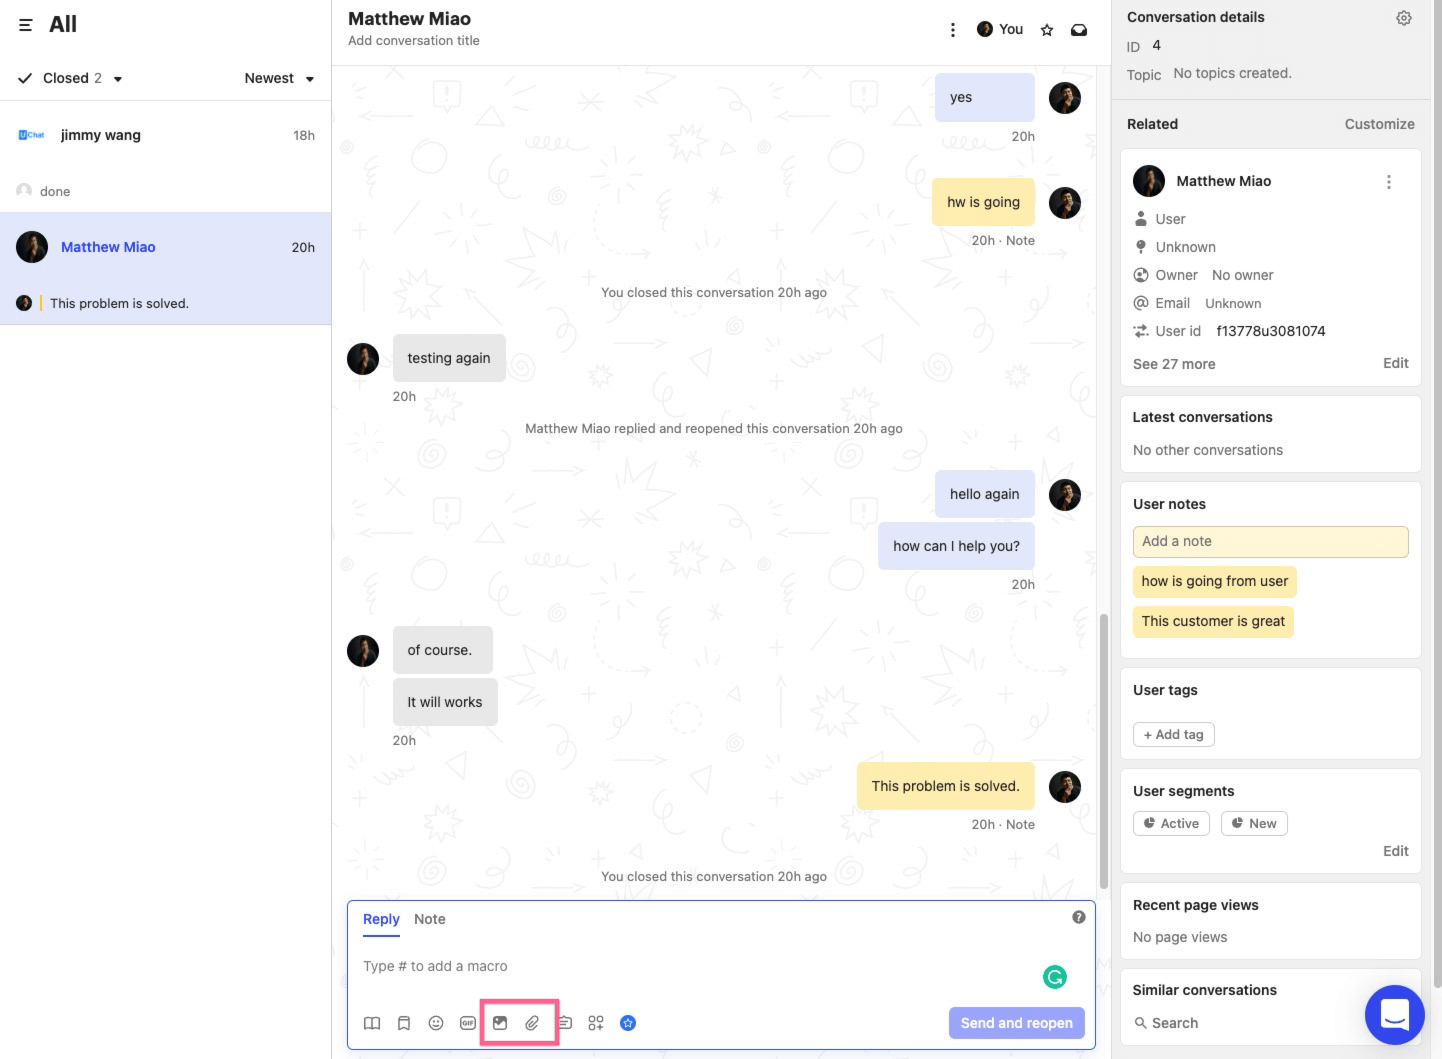 All
Closed 2
Newest
UChat
jimmy wang
18h
done
Matthew Miao
20h
This problem is solved.
Matthew Miao
Add conversation title
You
yes
20h
hw is going
20h · Note
You closed this conversation 20h ago
testing again
20h
Matthew Miao replied and reopened this conversation 20h ago
hello again
how can I help you?
20h
of course.
It will works
20h
This problem is solved.
20h · Note
You closed this conversation 20h ago
Reply
Note
Type # to add a macro
GIF
Send and reopen
Conversation details
ID 4
Topic No topics created.
Related
Customize
Matthew Miao
User
Unknown
Owner No owner
Email Unknown
User id f13778u3081074
See 27 more
Edit
Latest conversations
No other conversations
User notes
Add a note
how is going from user
This customer is great
User tags
+ Add tag
User segments
Active
New
Edit
Recent page views
No page views
Similar conversations
Search